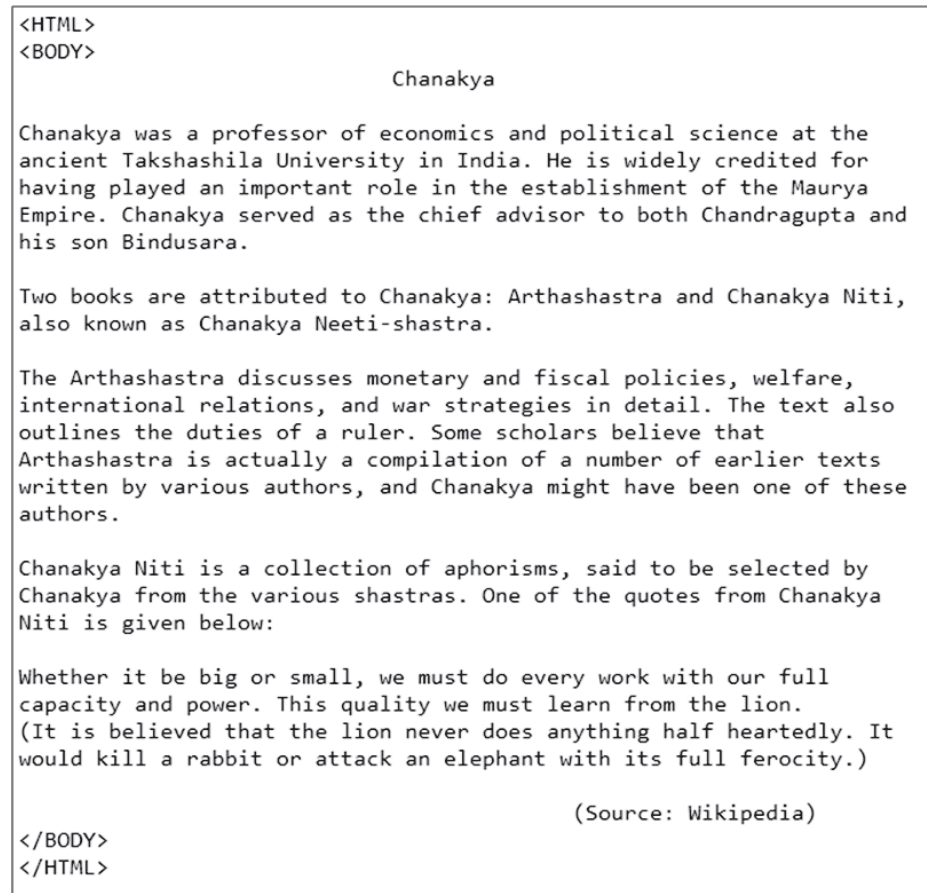 <HTML>
<BODY>
Chanakya
Chanakya was a professor of economics and political science at the
ancient Takshashila University in India. He is widely credited for
having played an important role in the establishment of the Maurya
Empire. Chanakya served as the chief advisor to both Chandragupta and
his son Bindusara.
Two books are attributed to Chanakya: Arthashastra and Chanakya Niti,
also known as Chanakya Neeti-shastra.
The Arthashastra discusses monetary and fiscal policies, welfare,
international relations, and war strategies in detail. The text also
outlines the duties of a ruler. Some scholars believe that
Arthashastra is actually a compilation of a number of earlier texts
written by various authors, and Chanakya might have been one of these
authors.
Chanakya Niti is a collection of aphorisms, said to be selected by
Chanakya from the various shastras. One of the quotes from Chanakya
Niti is given below:
Whether it be big or small, we must do every work with our full
capacity and power. This quality we must learn from the lion.
(It is believed that the lion never does anything half heartedly. It
would kill a rabbit or attack an elephant with its full ferocity.)
(Source: Wikipedia)
</BODY>
</HTML>